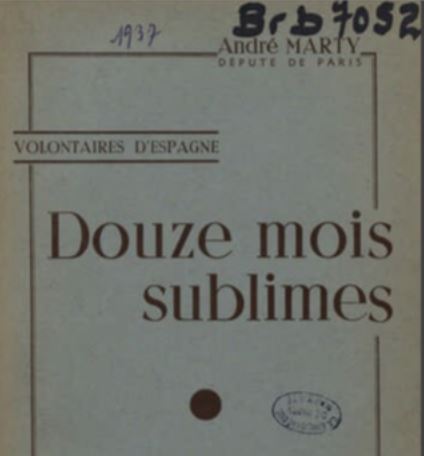 1937
Br b 7052
André MARTY
DÉPUTÉ DE PARIS
VOLONTAIRES D'ESPAGNE
Douze mois
sublimes